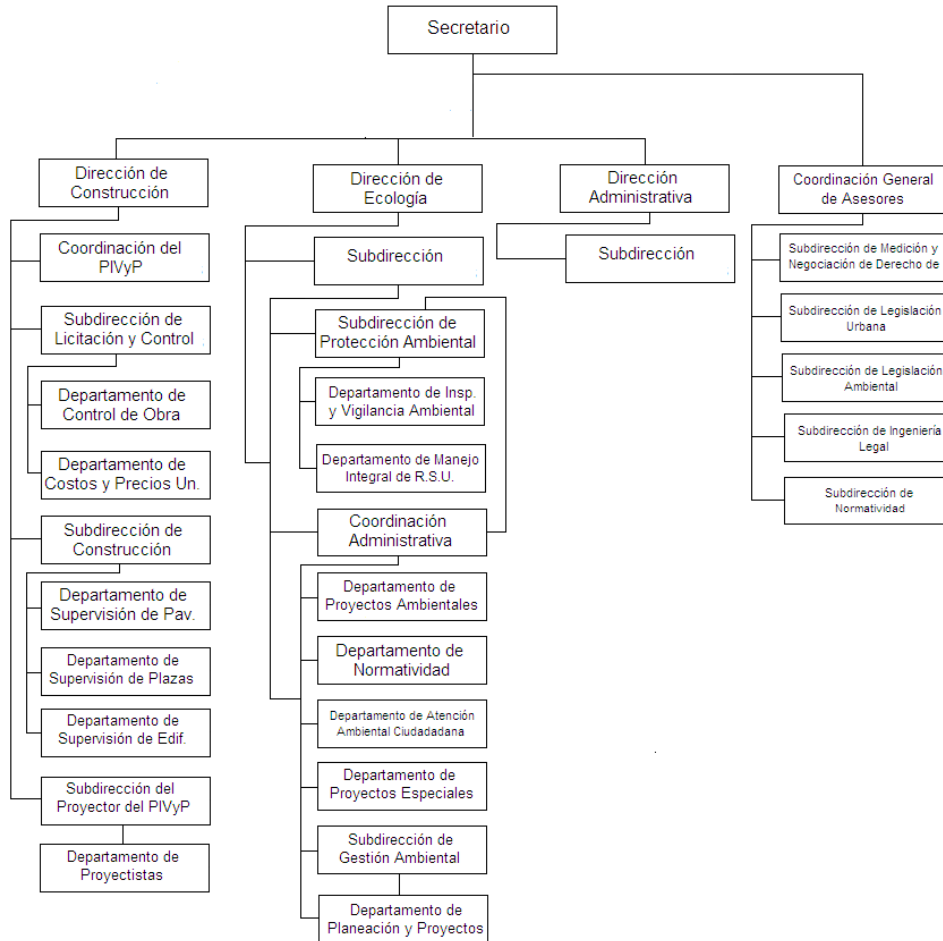 Secretario
Dirección de
Construcción
Coordinación del
PIVyP
Subdirección de
Licitación y Control
Departamento de
Control de Obra
Departamento de
Costos y Precios Un.
Subdirección de
Construcción
Departamento de
Supervisión de Pav.
Departamento de
Supervisión de Plazas
Departamento de
Supervisión de Edif.
Subdirección del
Proyector del PIVyP
Departamento de
Proyectistas
Dirección de
Ecología
Subdirección
Subdirección de
Protección Ambiental
Departamento de Insp.
y Vigilancia Ambiental
Departamento de Manejo
Integral de R.S.U.
Coordinación
Administrativa
Departamento de
Proyectos Ambientales
Departamento de
Normatividad
Departamento de Atención
Ambiental Ciudadadana
Departamento de
Proyectos Especiales
Subdirección de
Gestión Ambiental
Departamento de
Planeación y Proyectos
Dirección
Administrativa
Subdirección
Coordinación General
de Asesores
Subdirección de Medición y
Negociación de Derecho de
Subdirección de Legislación
Urbana
Subdirección de Legislación
Ambiental
Subdirección de Ingeniería
Legal
Subdirección de
Normatividad